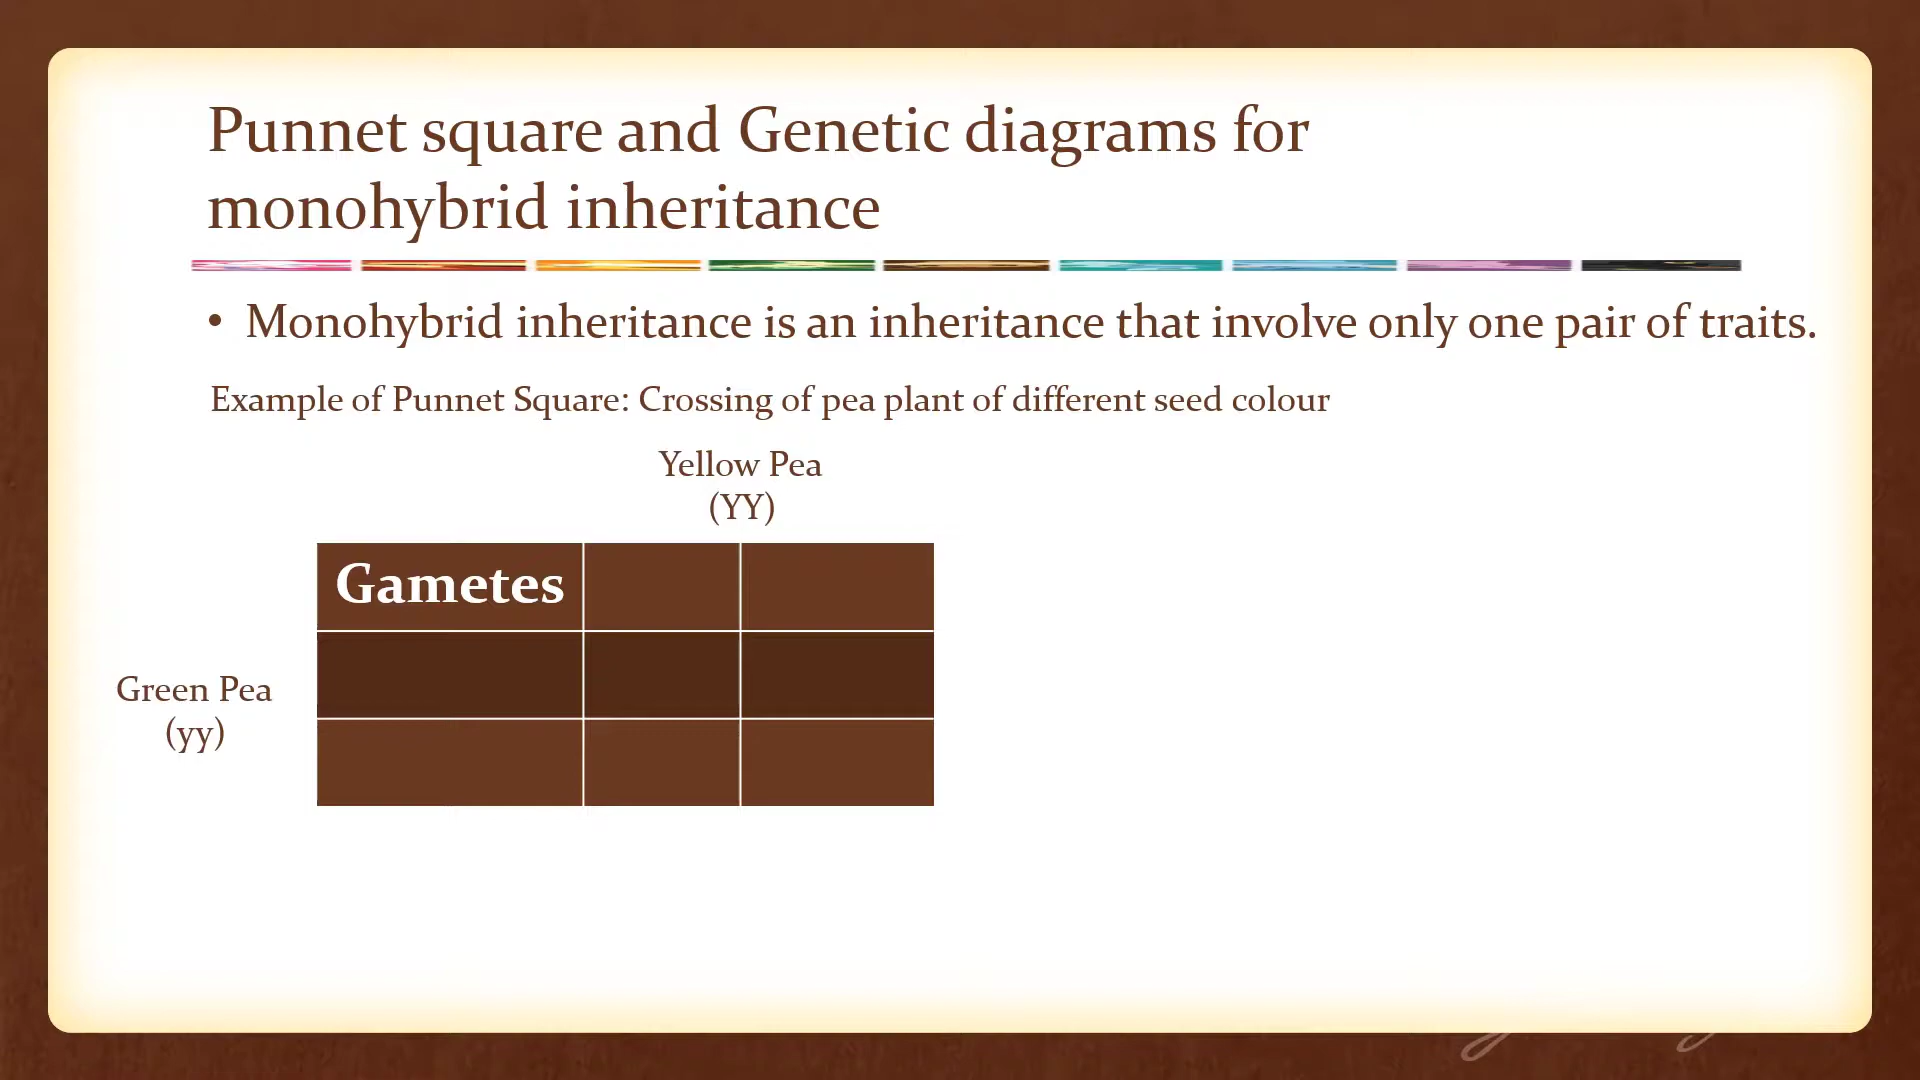 Punnet square and Genetic diagrams for
monohybrid inheritance
• Monohybrid inheritance is an inheritance that involve only one pair of traits.
Example of Punnet Square: Crossing of pea plant of different seed colour
Yellow Pea
(YY)
Gametes
Green Pea
(yy)